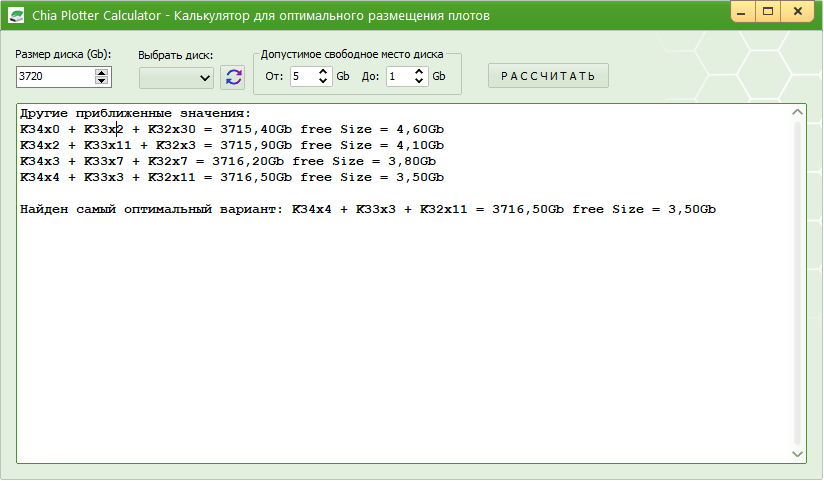 Chia Plotter Calculator - Калькулятор для оптимального размещения плотов
Размер диска (Gb):
3720
Выбрать диск:
Допустимое свободное место диска
От: 5 Gb До: 1 Gb
РАССЧИТАТЬ
Другие приближенные значения:
K34x0 + K33x2 + K32x30 = 3715,40Gb free Size = 4,60Gb
K34x2 + K33x11 + K32x3 = 3715,90Gb free Size = 4,10Gb
K34x3 + K33x7 + K32x7 = 3716,20Gb free Size = 3,80Gb
K34x4 + K33x3 + K32x11 = 3716,50Gb free Size = 3,50Gb
Найден самый оптимальный вариант: K34x4 + K33x3 + K32x11 = 3716,50Gb free Size = 3,50Gb